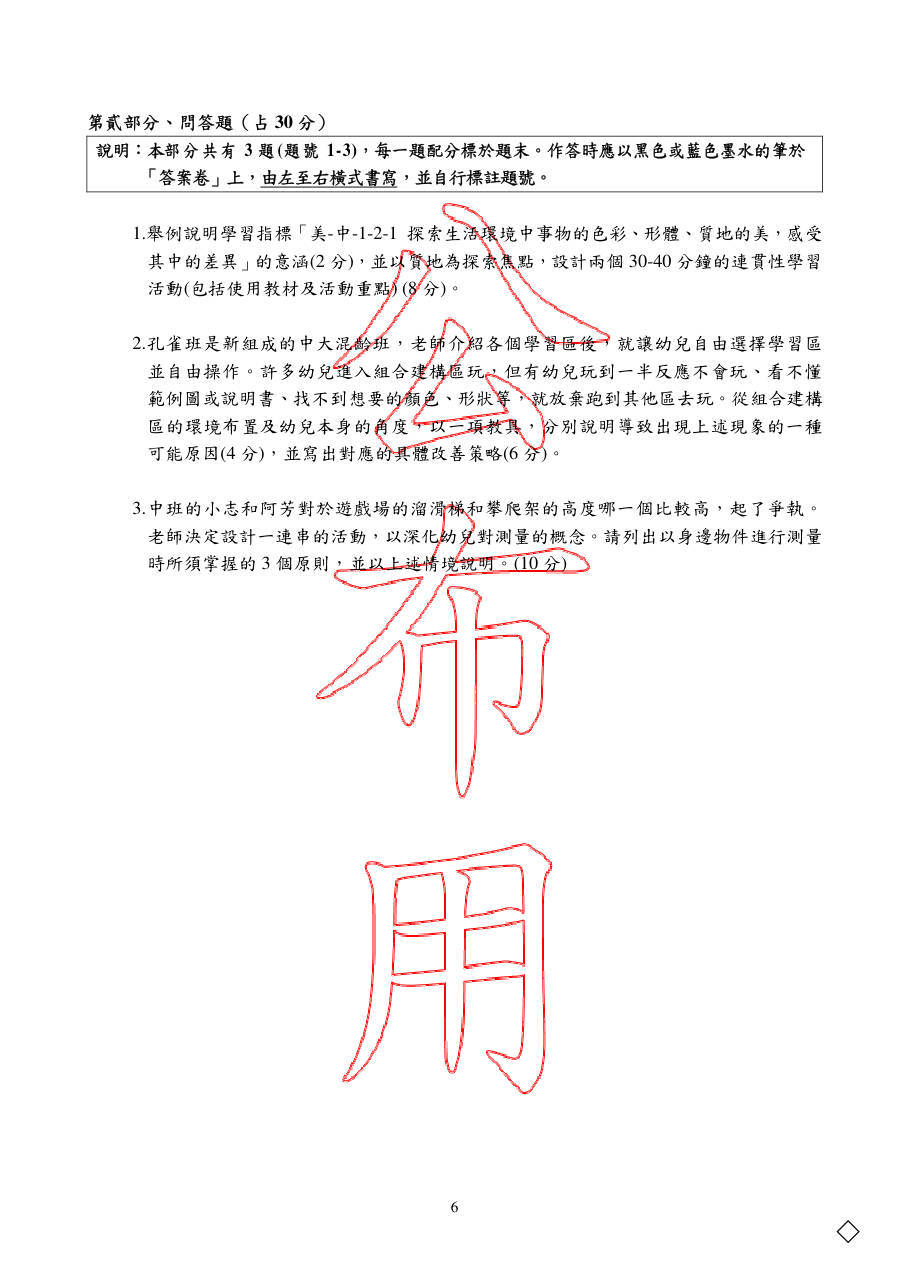 第貳部分、問答題（占 30 分）
說明：本部分共有 3 題(題號 1-3)，每一題配分標於題末。作答時應以黑色或藍色墨水的筆於
「答案卷」上，由左至右橫式書寫，並自行標註題號。
1.舉例說明學習指標「美-中-1-2-1 探索生活環境中事物的色彩、形體、質地的美，感受
其中的差異」的意涵(2 分)，並以質地為探索焦點，設計兩個 30-40 分鐘的連貫性學習
活動(包括使用教材及活動重點) (8 分)。
2.孔雀班是新組成的中大混齡班，老師介紹各個學習區後，就讓幼兒自由選擇學習區
並自由操作。許多幼兒進入組合建構區玩，但有幼兒玩到一半反應不會玩、看不懂
範例圖或說明書、找不到想要的顏色、形狀等，就放棄跑到其他區去玩。從組合建構
區的環境布置及幼兒本身的角度，以一項教具，分別說明導致出現上述現象的一種
可能原因(4 分)，並寫出對應的具體改善策略(6 分)。
3.中班的小志和阿芳對於遊戲場的溜滑梯和攀爬架的高度哪一個比較高，起了爭執。
老師決定設計一連串的活動，以深化幼兒對測量的概念。請列出以身邊物件進行測量
時所須掌握的 3 個原則，並以上述情境說明。(10 分)
公布用
6